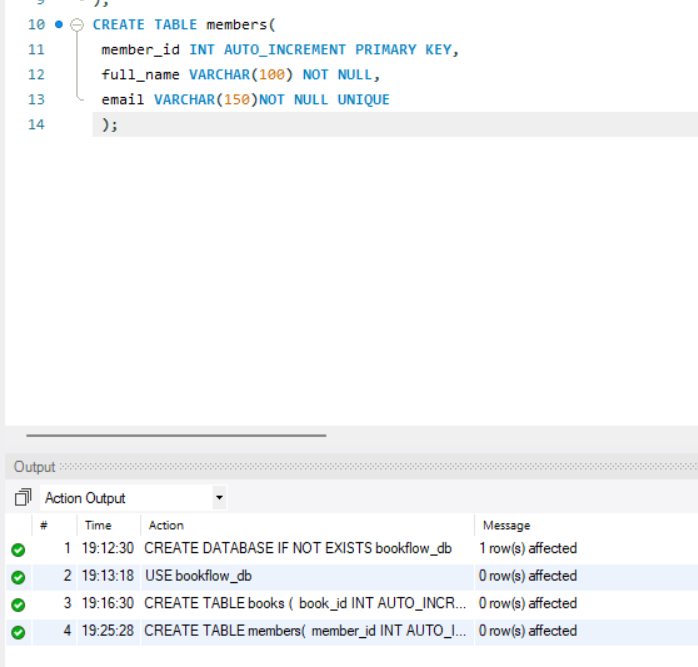 9 );
10 CREATE TABLE members(
11 member_id INT AUTO_INCREMENT PRIMARY KEY,
12 full_name VARCHAR(100) NOT NULL,
13 email VARCHAR(150)NOT NULL UNIQUE
14 );
Output
Action Output
# Time Action Message
1 19:12:30 CREATE DATABASE IF NOT EXISTS bookflow_db 1 row(s) affected
2 19:13:18 USE bookflow_db 0 row(s) affected
3 19:16:30 CREATE TABLE books ( book_id INT AUTO_INCR... 0 row(s) affected
4 19:25:28 CREATE TABLE members( member_id INT AUTO_I... 0 row(s) affected